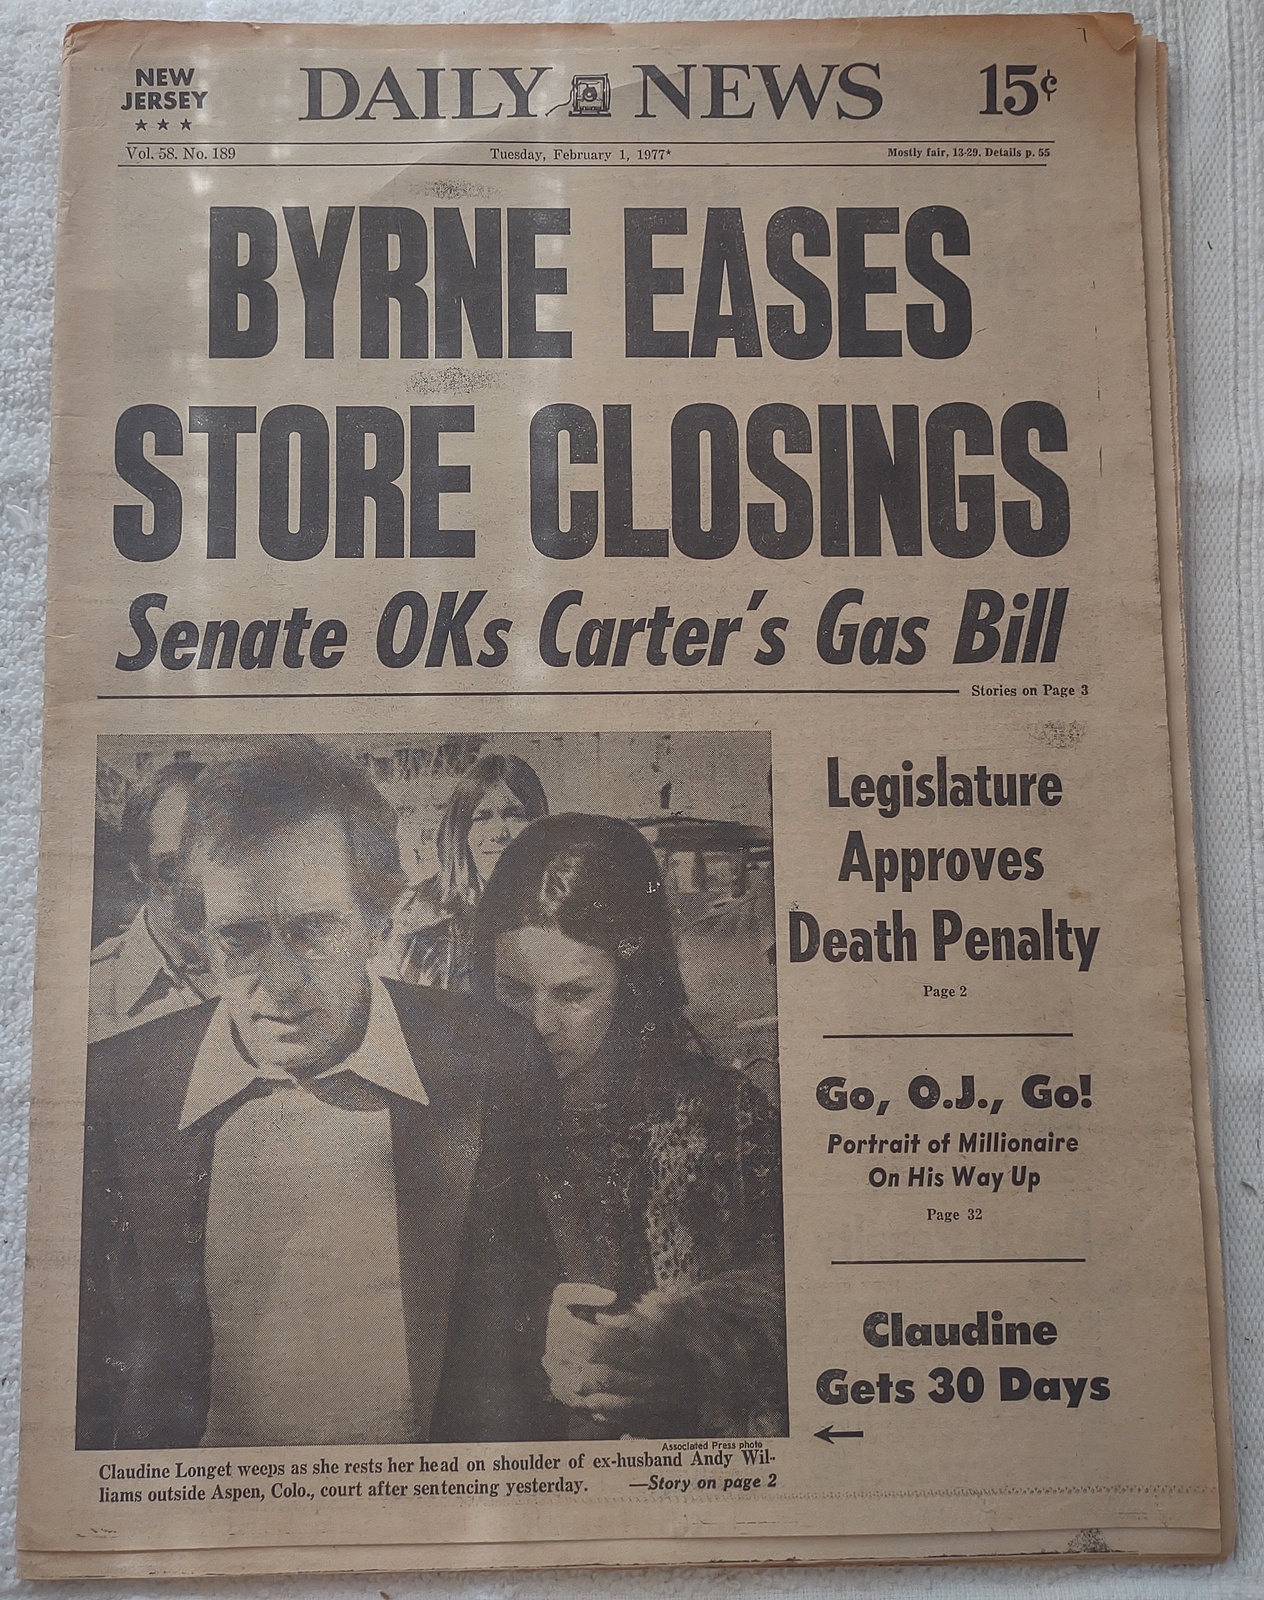 NEW
JERSEY
★ ★ ★
DAILY NEWS
15¢
Vol. 58. No. 189
Tuesday, February 1, 1977*
Mostly fair, 13-29. Details p. 55
BYRNE EASES
STORE CLOSINGS
Senate OKs Carter's Gas Bill
Stories on Page 3
Legislature
Approves
Death Penalty
Page 2
Go, O.J., Go!
Portrait of Millionaire
On His Way Up
Page 32
Claudine
Gets 30 Days
Associated Press photo
Claudine Longet weeps as she rests her head on shoulder of ex-husband Andy Wil-
liams outside Aspen, Colo., court after sentencing yesterday. —Story on page 2